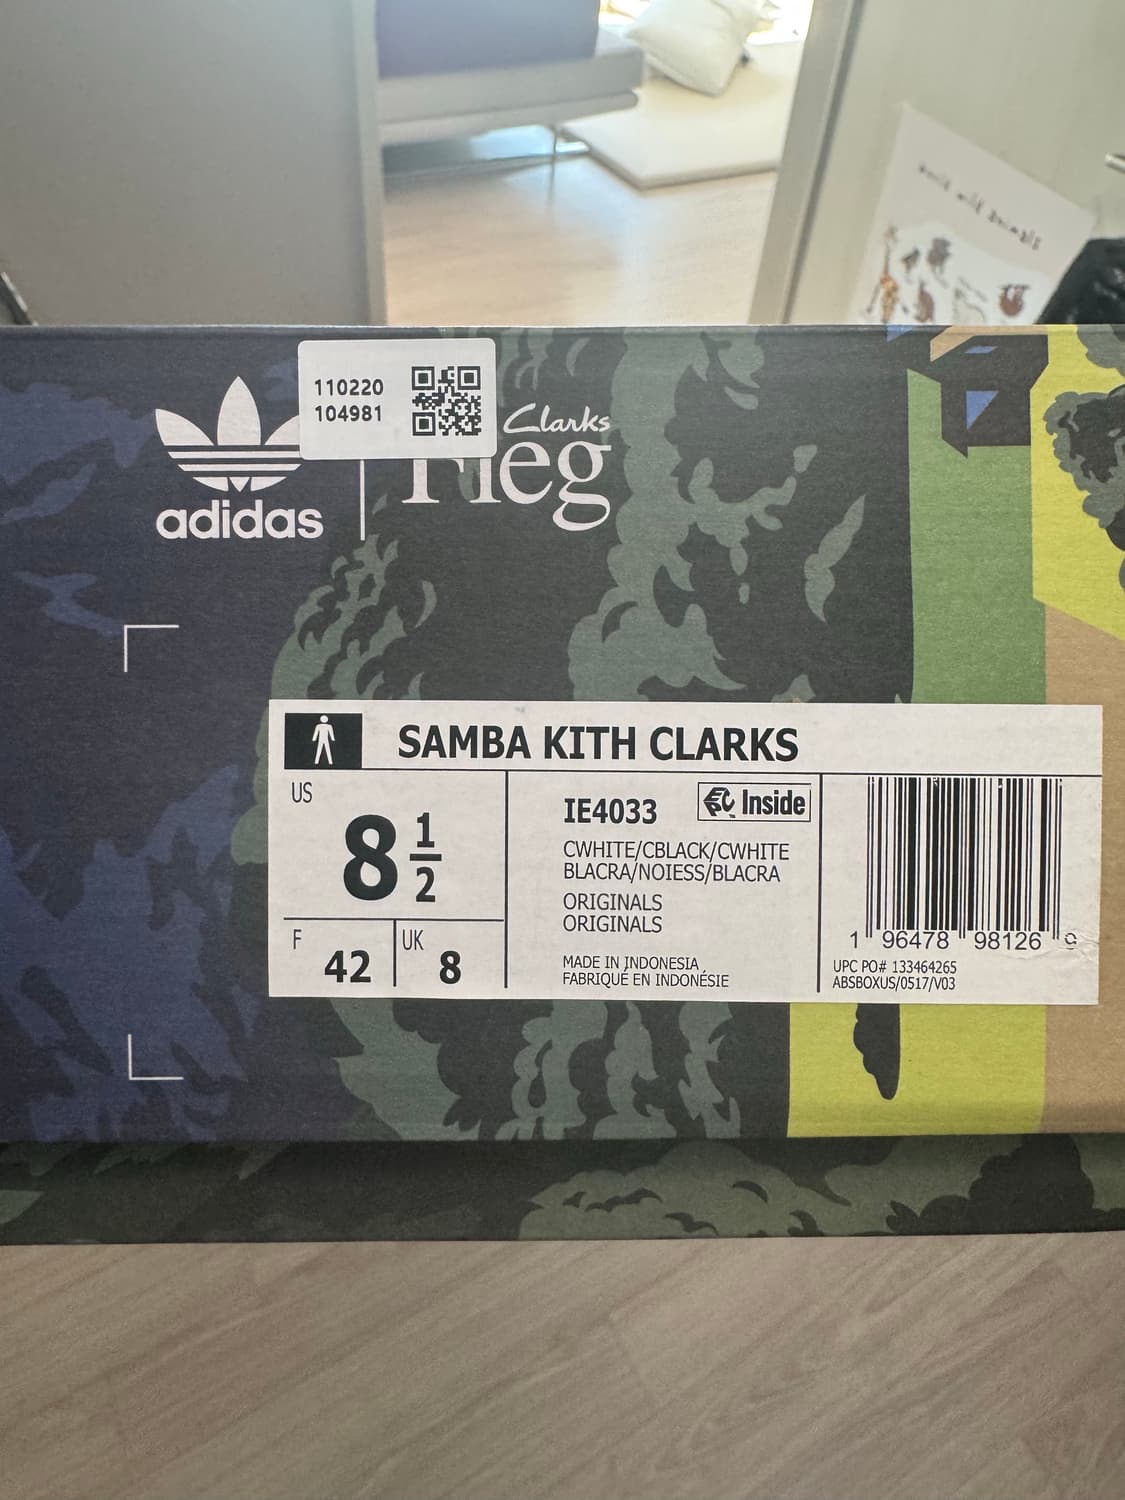 110220
104981
adidas
Clarks
Fieg
SAMBA KITH CLARKS
US
8 1/2
F
42
UK
8
IE4033
Inside
CWHITE/CBLACK/CWHITE
BLACRA/NOIESS/BLACRA
ORIGINALS
ORIGINALS
MADE IN INDONESIA
FABRIQUÉ EN INDONÉSIE
1 96478 98126 9
UPC PO# 133464265
ABSBOXUS/0517/V03